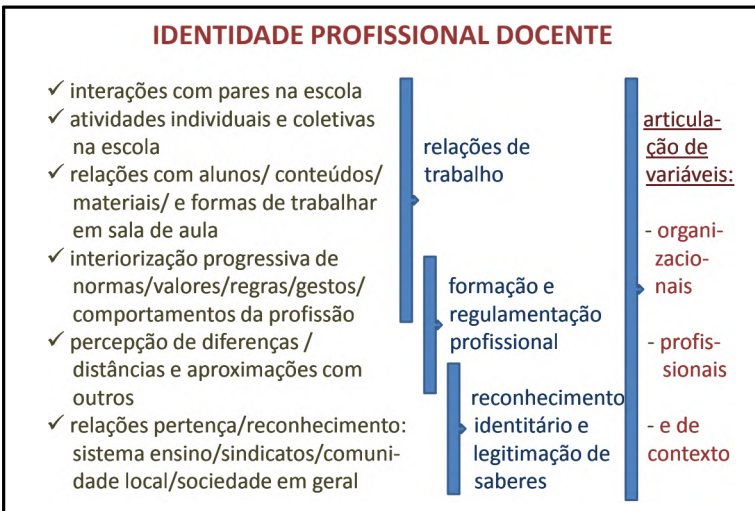 IDENTIDADE PROFISSIONAL DOCENTE
✓ interações com pares na escola
✓ atividades individuais e coletivas
na escola
✓ relações com alunos/ conteúdos/
materiais/ e formas de trabalhar
em sala de aula
✓ interiorização progressiva de
normas/valores/regras/gestos/
comportamentos da profissão
✓ percepção de diferenças /
distâncias e aproximações com
outros
✓ relações pertença/reconhecimento:
sistema ensino/sindicatos/comuni-
dade local/sociedade em geral
relações de
trabalho
formação e
regulamentação
profissional
reconhecimento
identitário e
legitimação de
saberes
articula-
ção de
variáveis:
- organi-
zacio-
nais
- profis-
sionais
- e de
contexto